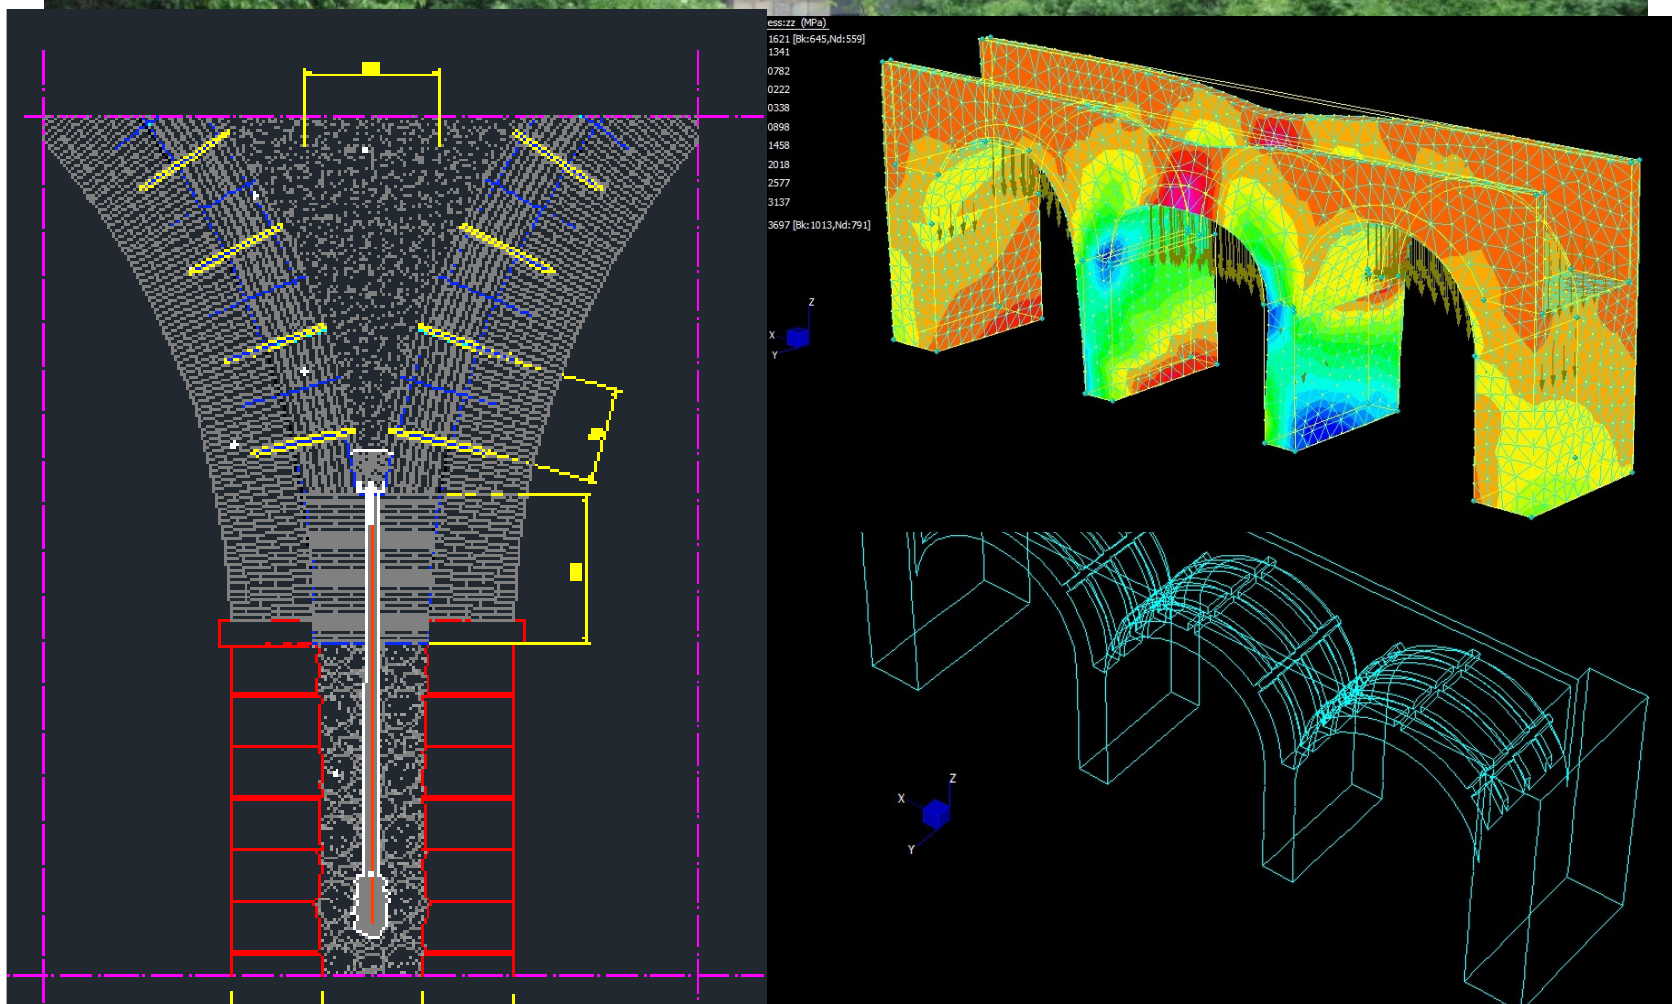 ess:zz (MPa)
1621 [Bk:645,Nd:559]
1341
0782
0222
0338
0898
1458
2018
2577
3137
3697 [Bk:1013,Nd:791]
Z
X
Y
Z
X
Y